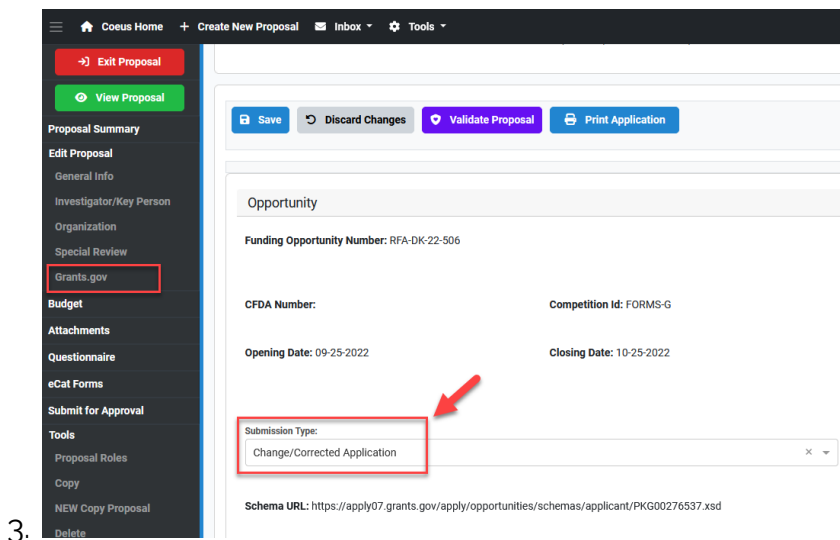 Coeus Home + Create New Proposal Inbox Tools
Exit Proposal
View Proposal
Proposal Summary
Edit Proposal
General Info
Investigator/Key Person
Organization
Special Review
Grants.gov
Budget
Attachments
Questionnaire
eCat Forms
Submit for Approval
Tools
Proposal Roles
Copy
NEW Copy Proposal
Delete
Save Discard Changes Validate Proposal Print Application
Opportunity
Funding Opportunity Number: RFA-DK-22-506
CFDA Number: Competition Id: FORMS-G
Opening Date: 09-25-2022 Closing Date: 10-25-2022
Submission Type:
Change/Corrected Application
Schema URL: https://apply07.grants.gov/apply/opportunities/schemas/applicant/PKG00276537.xsd
3.